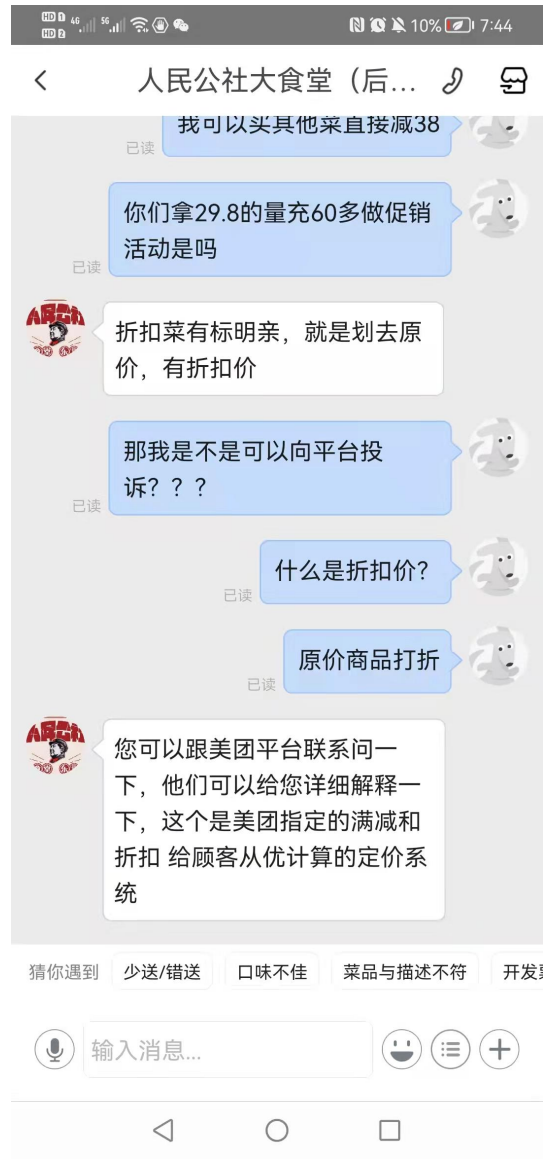 HD 1 4G 5G 10% 7:44
HD 2
人民公社大食堂（后...
我可以买其他菜直接减38
已读
你们拿29.8的量充60多做促销
活动是吗
已读
折扣菜有标明亲，就是划去原
价，有折扣价
那我是不是可以向平台投
诉？？？
已读
什么是折扣价？
已读
原价商品打折
已读
您可以跟美团平台联系问一
下，他们可以给您详细解释一
下，这个是美团指定的满减和
折扣 给顾客从优计算的定价系
统
猜你遇到 少送/错送 口味不佳 菜品与描述不符 开发票
输入消息...